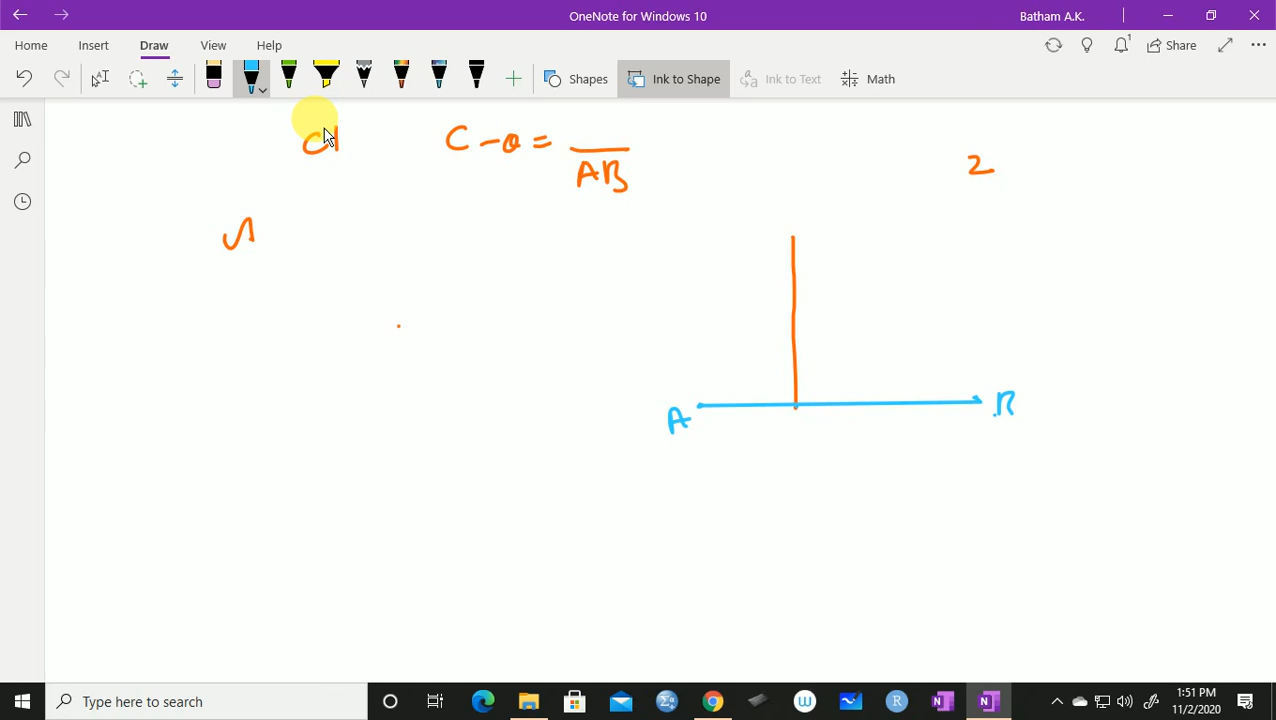 OneNote for Windows 10
Batham A.K.
Home Insert Draw View Help
1
Share
Shapes Ink to Shape Ink to Text Math
C - a =
AB
2
A
B
Type here to search
1:51 PM
11/2/2020